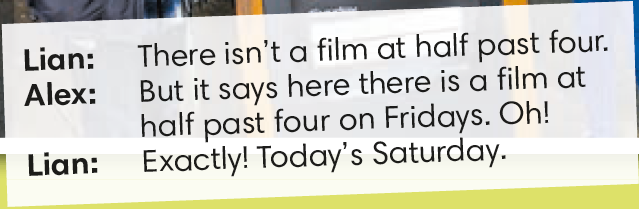 Lian: There isn't a film at half past four.
Alex: But it says here there is a film at
half past four on Fridays. Oh!
Lian: Exactly! Today's Saturday.